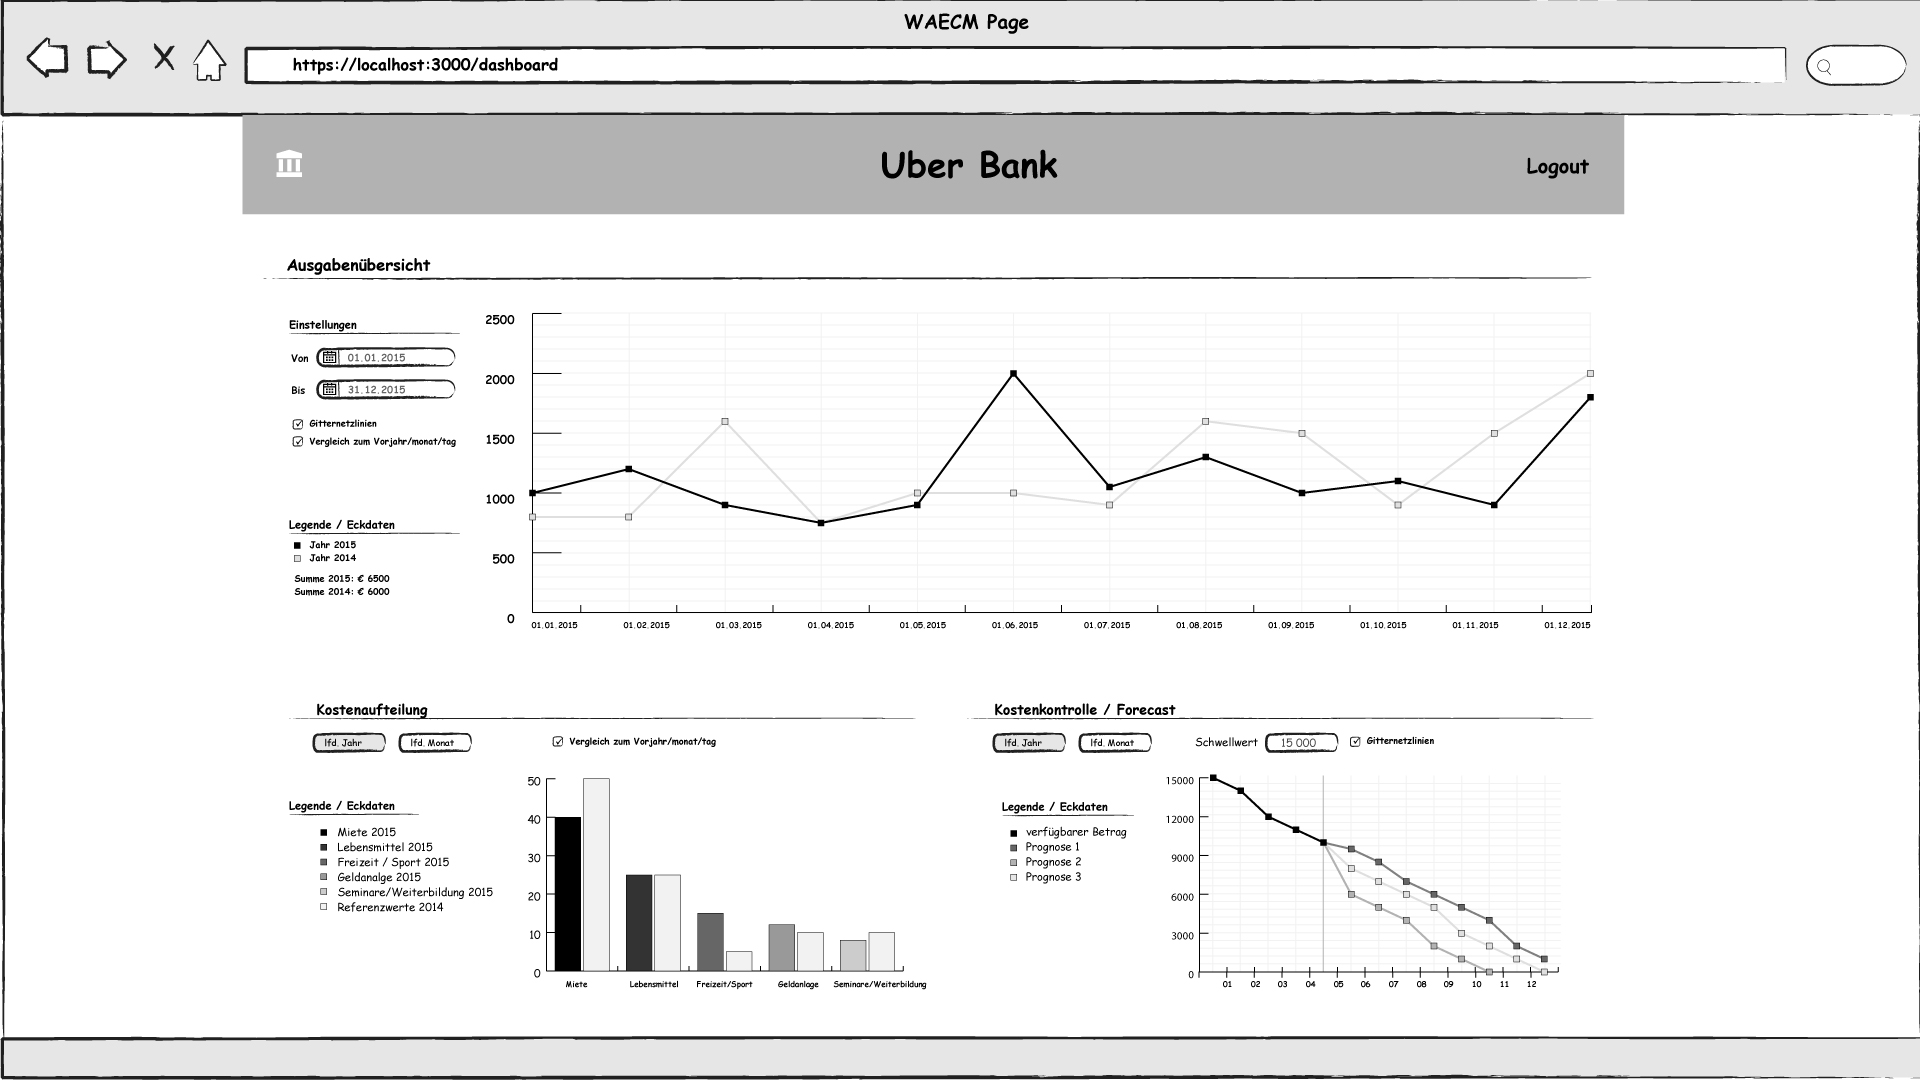 WAECM Page
https://localhost:3000/dashboard
Uber Bank
Logout
Ausgabenübersicht
Einstellungen
Von 01.01.2015
Bis 31.12.2015
Gitternetzlinien
Vergleich zum Vorjahr/monat/tag
Legende / Eckdaten
Jahr 2015
Jahr 2014
Summe 2015: € 6500
Summe 2014: € 6000
2500
2000
1500
1000
500
0
01.01.2015 01.02.2015 01.03.2015 01.04.2015 01.05.2015 01.06.2015 01.07.2015 01.08.2015 01.09.2015 01.10.2015 01.11.2015 01.12.2015
Kostenaufteilung
lfd. Jahr lfd. Monat Vergleich zum Vorjahr/monat/tag
Legende / Eckdaten
Miete 2015
Lebensmittel 2015
Freizeit / Sport 2015
Geldanalge 2015
Seminare/Weiterbildung 2015
Referenzwerte 2014
50
40
30
20
10
0
Miete Lebensmittel Freizeit/Sport Geldanlage Seminare/Weiterbildung
Kostenkontrolle / Forecast
lfd. Jahr lfd. Monat Schwellwert 15 000 Gitternetzlinien
Legende / Eckdaten
verfügbarer Betrag
Prognose 1
Prognose 2
Prognose 3
15000
12000
9000
6000
3000
0
01 02 03 04 05 06 07 08 09 10 11 12